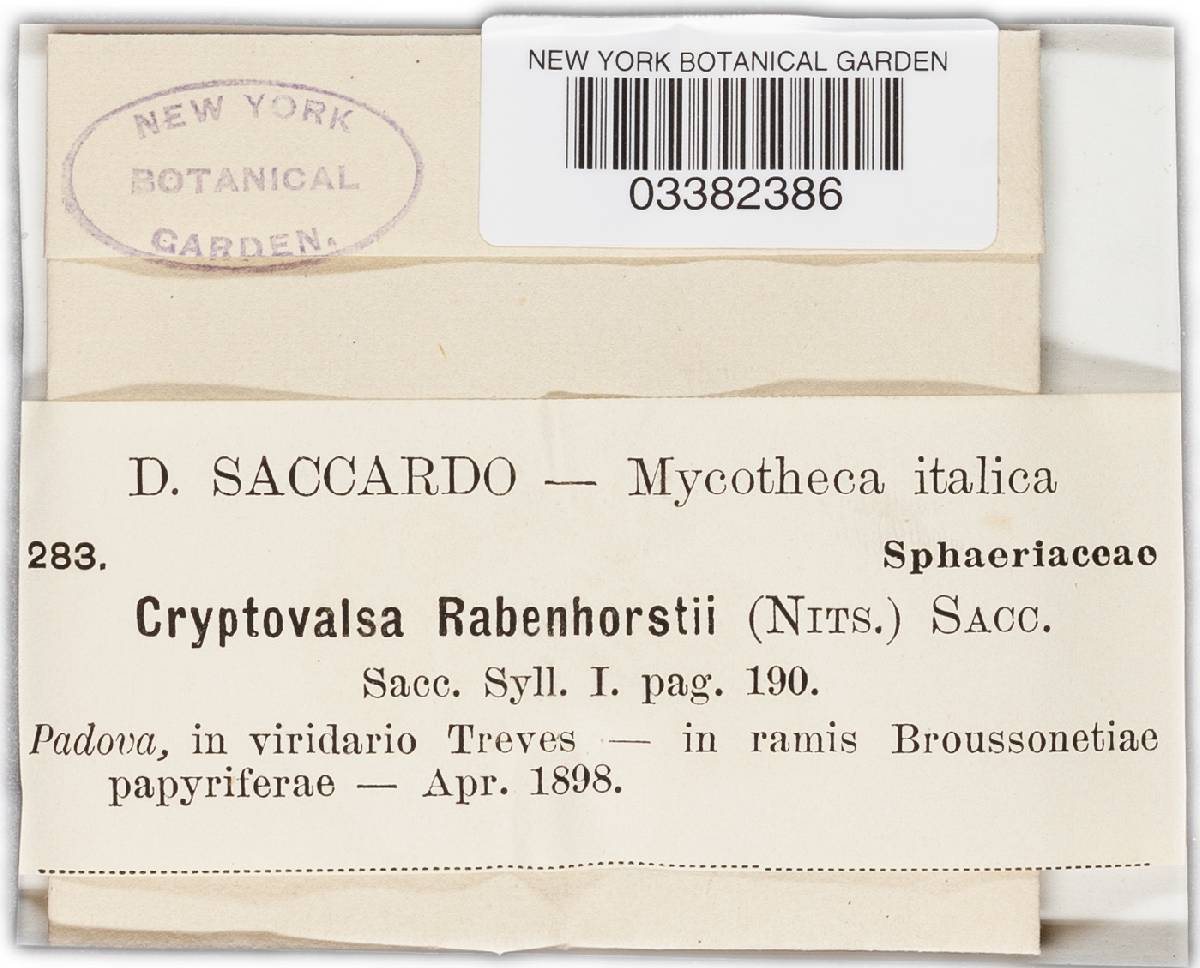 NEW YORK
BOTANICAL
GARDEN.
NEW YORK BOTANICAL GARDEN
03382386
D. SACCARDO — Mycotheca italica
283.
Sphaeriaceae
Cryptovalsa Rabenhorstii (NITS.) SACC.
Sacc. Syll. I. pag. 190.
Padova, in viridario Treves — in ramis Broussonetiae
papyriferae — Apr. 1898.